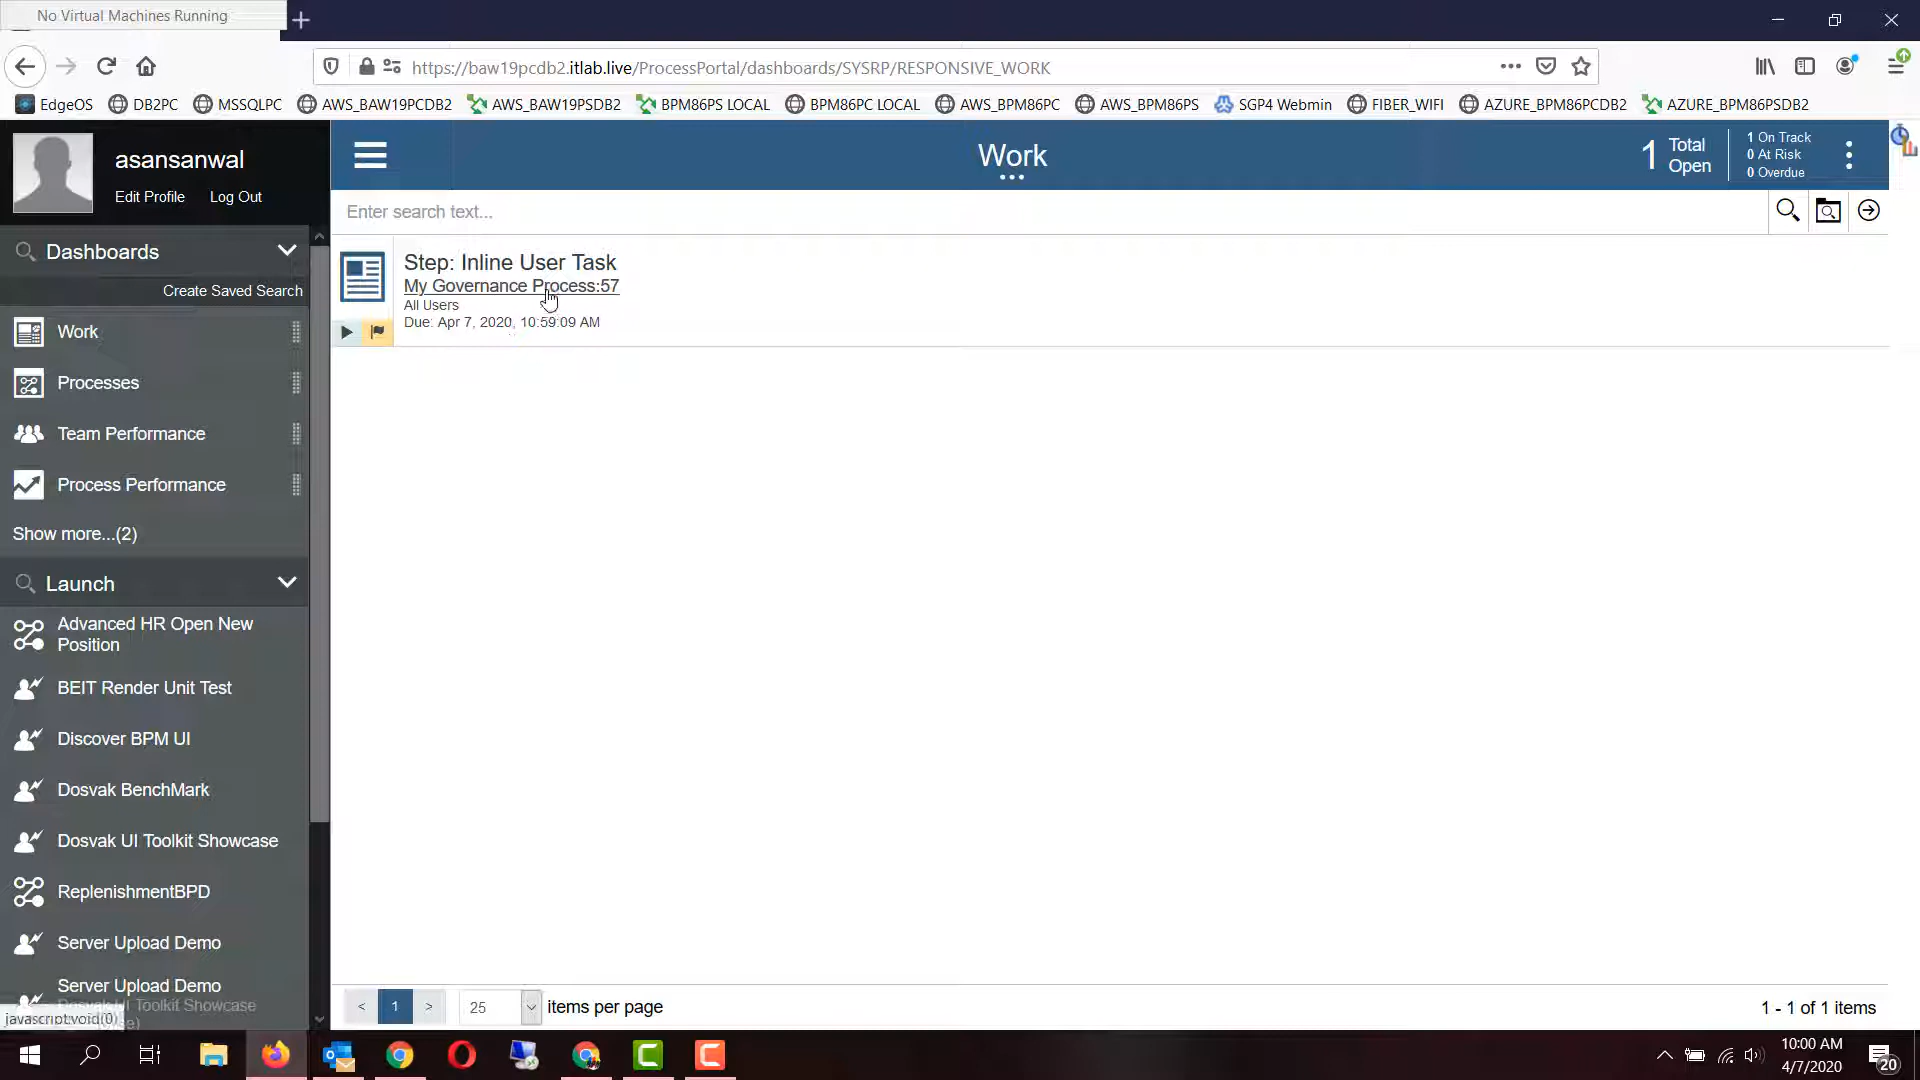 No Virtual Machines Running
https://baw19pcdb2.itlab.live/ProcessPortal/dashboards/SYSRP/RESPONSIVE_WORK
EdgeOS DB2PC MSSQLPC AWS_BAW19PCDB2 AWS_BAW19PSDB2 BPM86PS LOCAL BPM86PC LOCAL AWS_BPM86PC AWS_BPM86PS SGP4 Webmin FIBER_WIFI AZURE_BPM86PCDB2 AZURE_BPM86PSDB2
asansanwal
Edit Profile Log Out
Work
1 Total Open
1 On Track
0 At Risk
0 Overdue
Enter search text...
Dashboards
Create Saved Search
Work
Processes
Team Performance
Process Performance
Show more...(2)
Launch
Advanced HR Open New
Position
BEIT Render Unit Test
Discover BPM UI
Dosvak BenchMark
Dosvak UI Toolkit Showcase
ReplenishmentBPD
Server Upload Demo
Server Upload Demo
Dosvak UI Toolkit Showcase
javascript:void(0)
Step: Inline User Task
My Governance Process:57
All Users
Due: Apr 7, 2020, 10:59:09 AM
< 1 > 25 items per page
1 - 1 of 1 items
10:00 AM
4/7/2020
20